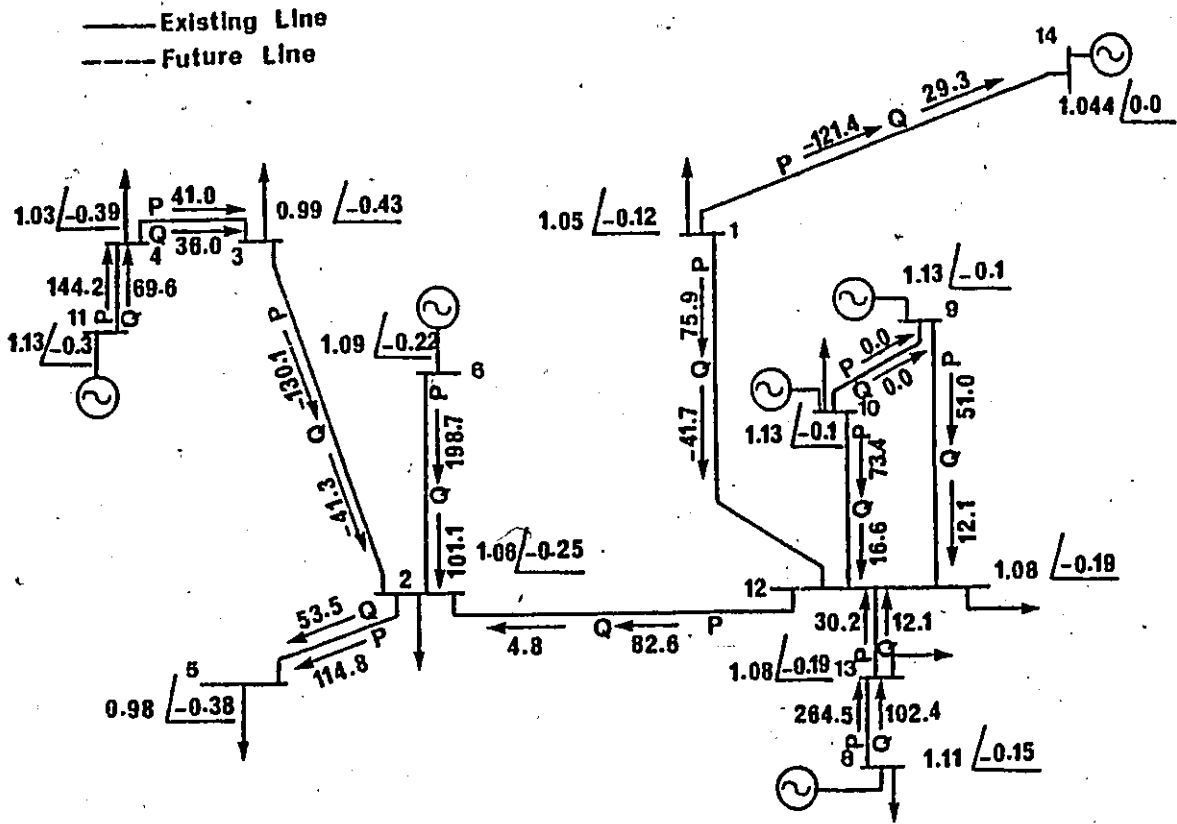 Existing Line
Future Line
14
1.044 /0.0
P -121.4 Q 29.3
1.03 /-0.39
P 41.0
Q 36.0
4
3
0.99 /-0.43
1.05 /-0.12
1
144.2
69.6
P Q
11
1.13 /-0.3
P -130.1 Q -41.3
1.09 /-0.22
6
P 198.7 Q 101.1
P 75.9 Q -41.7
1.13 /-0.1
9
P 0.0
Q 0.0
10
1.13 /-0.1
P 73.4 Q 16.6
P 51.0 Q 12.1
2
1.08 /-0.25
12
1.08 /-0.19
53.5 Q
P
114.8
4.8 Q 82.6 P
5
0.98 /-0.38
30.2
12.1
P Q
1.08 /-0.19
13
264.5
102.4
P Q
8
1.11 /-0.15